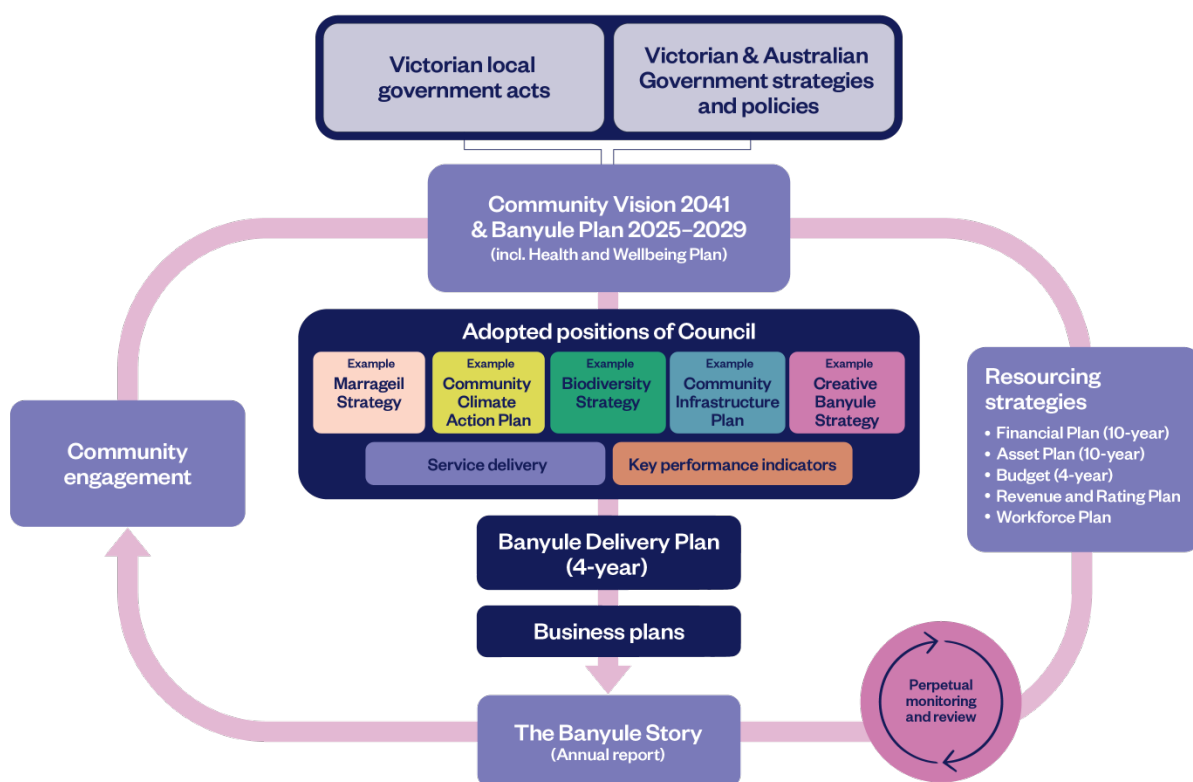 Victorian local
government acts
Victorian & Australian
Government strategies
and policies
Community Vision 2041
& Banyule Plan 2025–2029
(incl. Health and Wellbeing Plan)
Adopted positions of Council
Example
Marrageil
Strategy
Example
Community
Climate
Action Plan
Example
Biodiversity
Strategy
Example
Community
Infrastructure
Plan
Example
Creative
Banyule
Strategy
Service delivery
Key performance indicators
Community
engagement
Resourcing
strategies
• Financial Plan (10-year)
• Asset Plan (10-year)
• Budget (4-year)
• Revenue and Rating Plan
• Workforce Plan
Banyule Delivery Plan
(4-year)
Business plans
Perpetual
monitoring
and review
The Banyule Story
(Annual report)